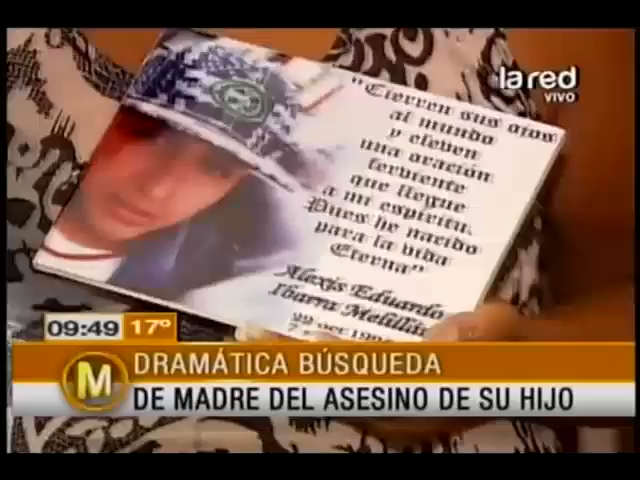 la red
VIVO
"Cierren sus ojos
al mundo
y eleven
una oración
ferviente
que llegue
a mi espíritu.
Pues he nacido
para la vida
Eterna"
Alexis Eduardo
Ibarra Melillán
09:49 17º
M
DRAMÁTICA BÚSQUEDA
DE MADRE DEL ASESINO DE SU HIJO